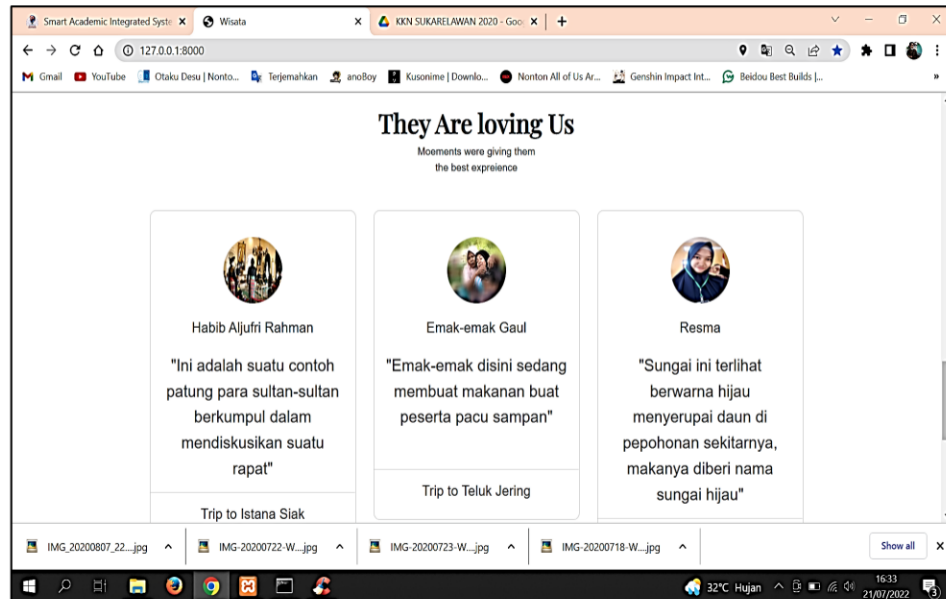 Smart Academic Integrated Syste
Wisata
KKN SUKARELAWAN 2020 - Goo
127.0.0.1:8000
Gmail
YouTube
Otaku Desu | Nonto...
Terjemahkan
anoBoy
Kusonime | Downlo...
Nonton All of Us Ar...
Genshin Impact Int...
Beidou Best Builds |...
»
They Are loving Us
Moements were giving them
the best expreience
Habib Aljufri Rahman
"Ini adalah suatu contoh
patung para sultan-sultan
berkumpul dalam
mendiskusikan suatu
rapat"
Trip to Istana Siak
Emak-emak Gaul
"Emak-emak disini sedang
membuat makanan buat
peserta pacu sampan"
Trip to Teluk Jering
Resma
"Sungai ini terlihat
berwarna hijau
menyerupai daun di
pepohonan sekitarnya,
makanya diberi nama
sungai hijau"
IMG_20200807_22....jpg
IMG-20200722-W....jpg
IMG-20200723-W....jpg
IMG-20200718-W....jpg
Show all
32°C Hujan
16:33
21/07/2022
3